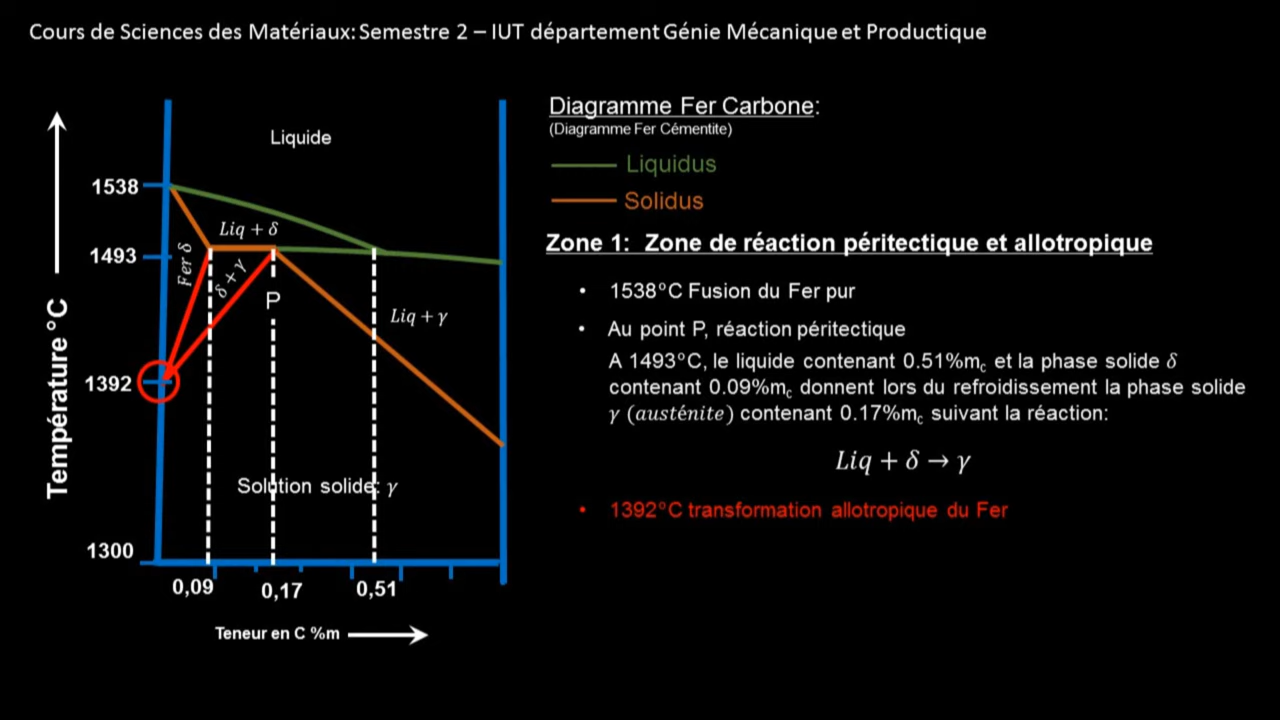 Cours de Sciences des Matériaux: Semestre 2 – IUT département Génie Mécanique et Productique
Diagramme Fer Carbone:
(Diagramme Fer Cémentite)
Liquidus
Solidus
Zone 1: Zone de réaction péritectique et allotropique
• 1538°C Fusion du Fer pur
• Au point P, réaction péritectique
A 1493°C, le liquide contenant 0.51%m_c et la phase solide δ
contenant 0.09%m_c donnent lors du refroidissement la phase solide
γ (austénite) contenant 0.17%m_c suivant la réaction:
Liq + δ → γ
• 1392°C transformation allotropique du Fer
Température °C
Liquide
1538
Liq + δ
1493
Fer δ
δ + γ
P
Liq + γ
1392
Solution solide: γ
1300
0,09
0,17
0,51
Teneur en C %m